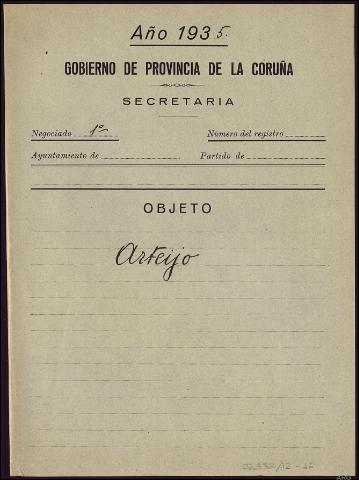 Año 1935.
GOBIERNO DE PROVINCIA DE LA CORUÑA
SECRETARIA
Negociado 1º Número del registro
Ayuntamiento de Partido de
OBJETO
Arteijo